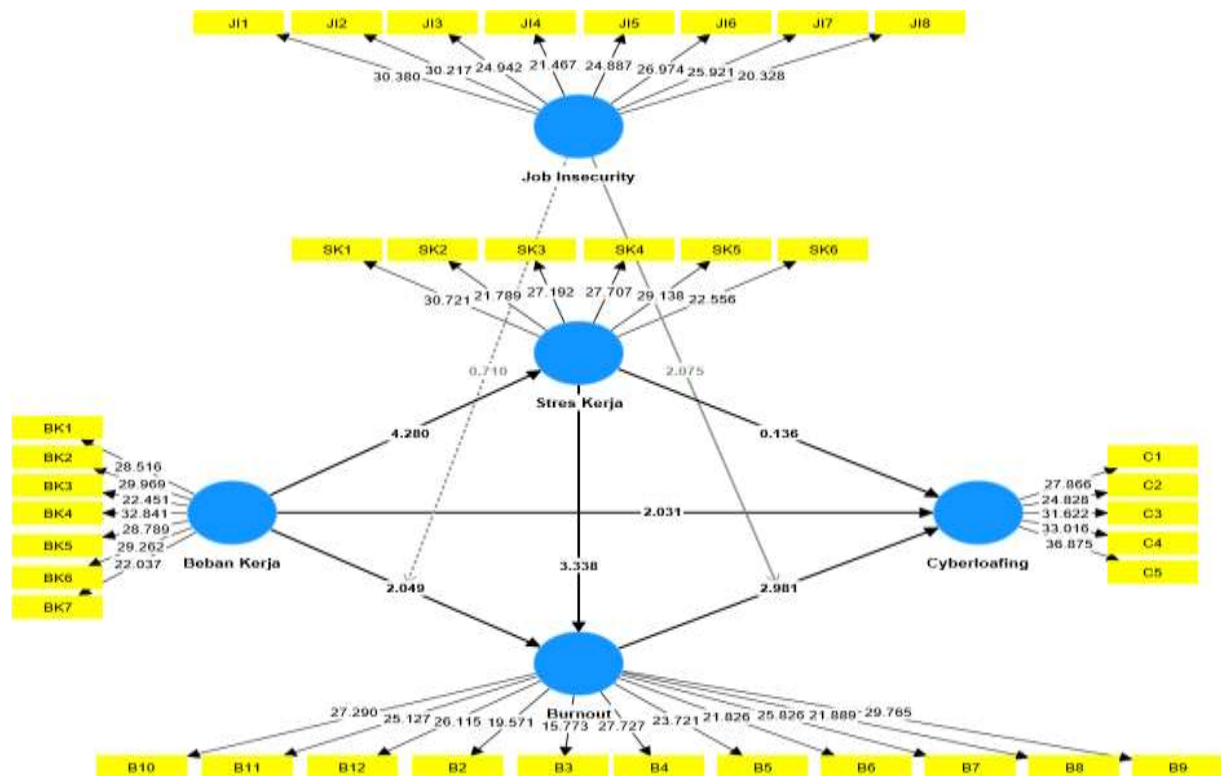 JI1 JI2 JI3 JI4 JI5 JI6 JI7 JI8
30.380 30.217 24.942 21.467 24.887 26.974 25.921 20.328
Job Insecurity
SK1 SK2 SK3 SK4 SK5 SK6
30.721 21.789 27.192 27.707 29.138 22.556
0.710 2.075
Stres Kerja
4.280 0.136
BK1
28.516
BK2
29.969
BK3
22.451
BK4
32.841
BK5
28.789
BK6
29.262
BK7
22.037
Beban Kerja
2.031
C1
27.866
C2
24.828
C3
31.622
C4
33.016
C5
36.875
Cyberloafing
3.338
2.049 2.981
Burnout
27.290 25.127 26.115 19.571 15.773 27.727 23.721 21.826 25.826 21.889 29.765
B10 B11 B12 B2 B3 B4 B5 B6 B7 B8 B9